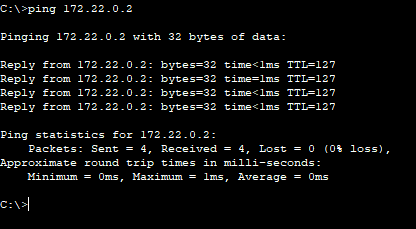 C:\>ping 172.22.0.2
Pinging 172.22.0.2 with 32 bytes of data:
Reply from 172.22.0.2: bytes=32 time<1ms TTL=127
Reply from 172.22.0.2: bytes=32 time=1ms TTL=127
Reply from 172.22.0.2: bytes=32 time<1ms TTL=127
Reply from 172.22.0.2: bytes=32 time<1ms TTL=127
Ping statistics for 172.22.0.2:
Packets: Sent = 4, Received = 4, Lost = 0 (0% loss),
Approximate round trip times in milli-seconds:
Minimum = 0ms, Maximum = 1ms, Average = 0ms
C:\>